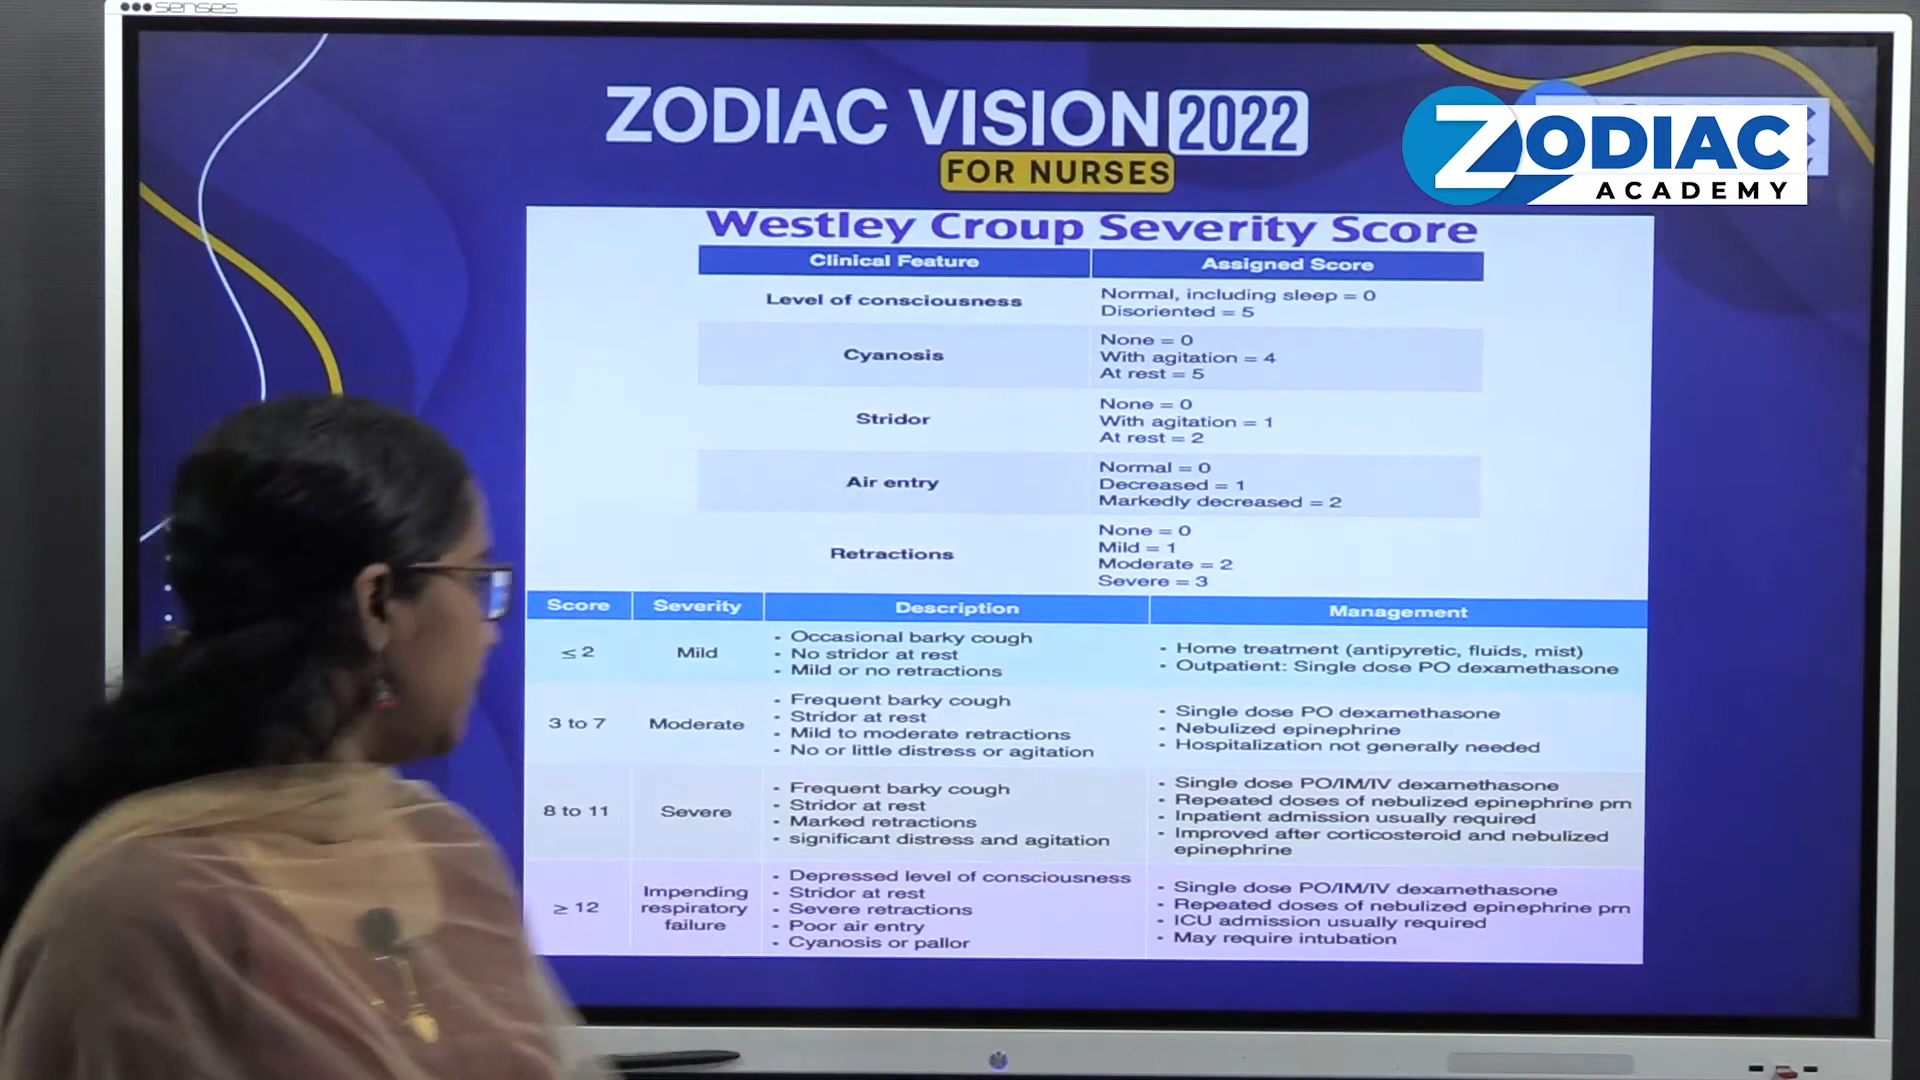 senses
ZODIAC VISION 2022
FOR NURSES
ZODIAC
ACADEMY
Westley Croup Severity Score
Clinical Feature
Assigned Score
Level of consciousness
Normal, including sleep = 0
Disoriented = 5
Cyanosis
None = 0
With agitation = 4
At rest = 5
Stridor
None = 0
With agitation = 1
At rest = 2
Air entry
Normal = 0
Decreased = 1
Markedly decreased = 2
Retractions
None = 0
Mild = 1
Moderate = 2
Severe = 3
Score
Severity
Description
Management
≤ 2
Mild
- Occasional barky cough
- No stridor at rest
- Mild or no retractions
- Home treatment (antipyretic, fluids, mist)
- Outpatient: Single dose PO dexamethasone
3 to 7
Moderate
- Frequent barky cough
- Stridor at rest
- Mild to moderate retractions
- No or little distress or agitation
- Single dose PO dexamethasone
- Nebulized epinephrine
- Hospitalization not generally needed
8 to 11
Severe
- Frequent barky cough
- Stridor at rest
- Marked retractions
- significant distress and agitation
- Single dose PO/IM/IV dexamethasone
- Repeated doses of nebulized epinephrine prn
- Inpatient admission usually required
- Improved after corticosteroid and nebulized
epinephrine
≥ 12
Impending
respiratory
failure
- Depressed level of consciousness
- Stridor at rest
- Severe retractions
- Poor air entry
- Cyanosis or pallor
- Single dose PO/IM/IV dexamethasone
- Repeated doses of nebulized epinephrine prn
- ICU admission usually required
- May require intubation